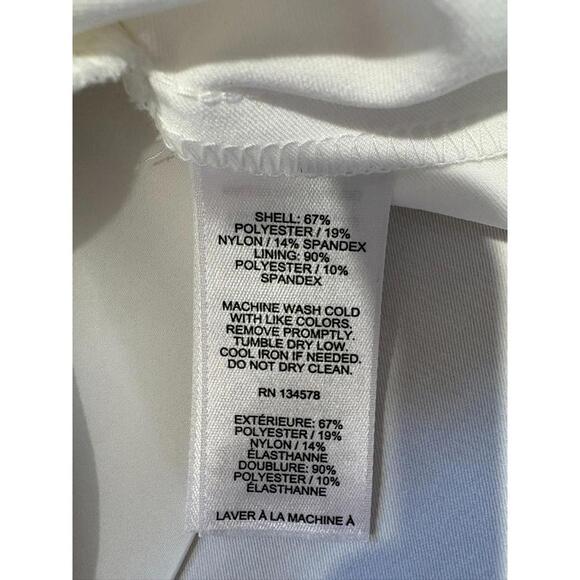 SHELL: 67%
POLYESTER / 19%
NYLON / 14% SPANDEX
LINING: 90%
POLYESTER / 10%
SPANDEX
MACHINE WASH COLD
WITH LIKE COLORS.
REMOVE PROMPTLY.
TUMBLE DRY LOW.
COOL IRON IF NEEDED.
DO NOT DRY CLEAN.
RN 134578
EXTÉRIEURE: 67%
POLYESTER / 19%
NYLON / 14%
ÉLASTHANNE
DOUBLURE: 90%
POLYESTER / 10%
ÉLASTHANNE
LAVER À LA MACHINE À